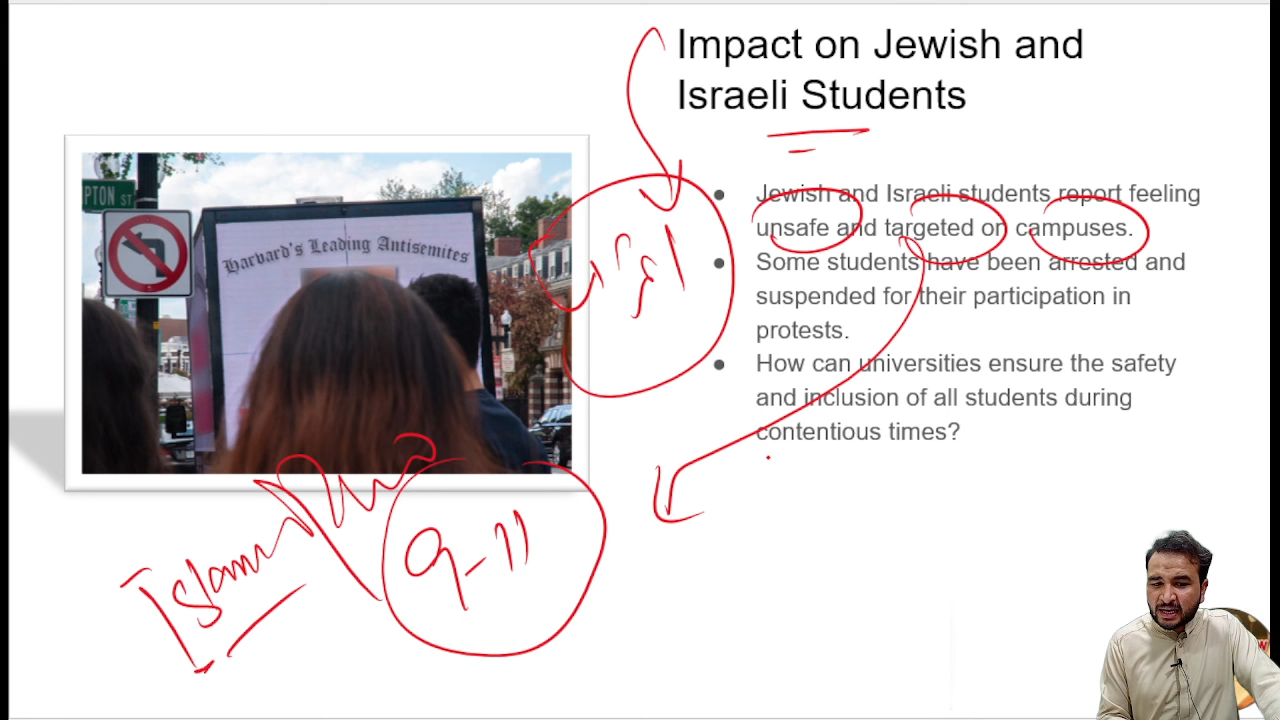 Impact on Jewish and
Israeli Students
PTON ST
Harvard's Leading Antisemites
Jewish and Israeli students report feeling
unsafe and targeted on campuses.
Some students have been arrested and
suspended for their participation in
protests.
How can universities ensure the safety
and inclusion of all students during
contentious times?
9-11